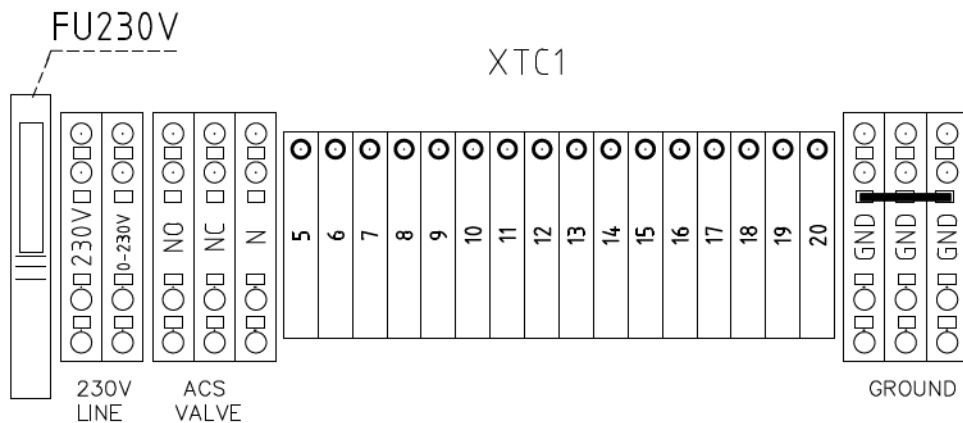 FU230V
XTC1
230V
0-230V
NO
NC
N
5
6
7
8
9
10
11
12
13
14
15
16
17
18
19
20
GND
GND
GND
230V
LINE
ACS
VALVE
GROUND